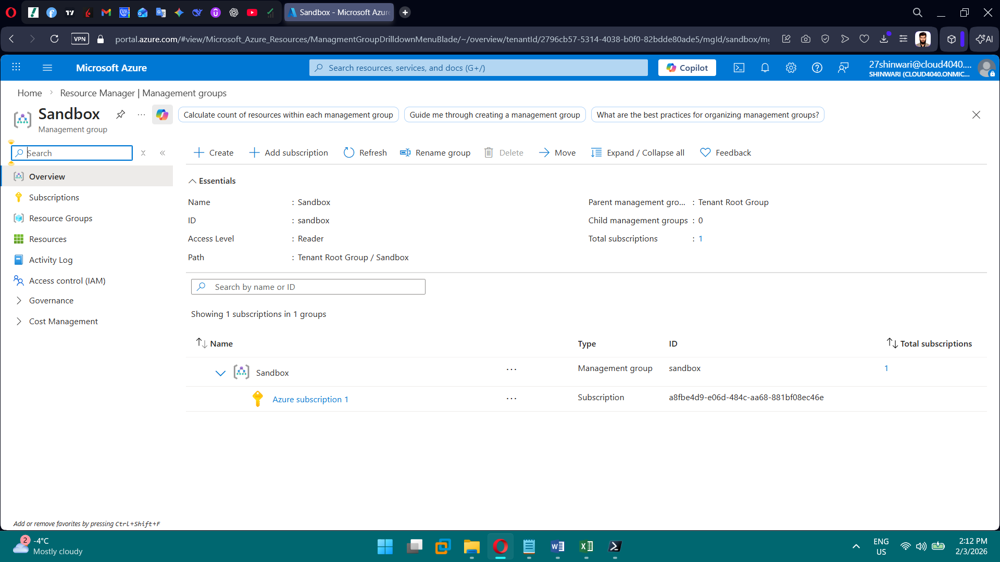 Sandbox - Microsoft Azure
VPN
portal.azure.com/#view/Microsoft_Azure_Resources/ManagmentGroupDrilldownMenuBlade/~/overview/tenantId/2796cb57-5314-4038-b0f0-82bdde80ade5/mgId/sandbox/mg
AI
Microsoft Azure
Search resources, services, and docs (G+/)
Copilot
27shinwari@cloud4040....
SHINWARI (CLOUD4040.ONMIC...
Home
Resource Manager | Management groups
Sandbox
Management group
Calculate count of resources within each management group
Guide me through creating a management group
What are the best practices for organizing management groups?
Search
Create
Add subscription
Refresh
Rename group
Delete
Move
Expand / Collapse all
Feedback
Overview
Subscriptions
Resource Groups
Resources
Activity Log
Access control (IAM)
Governance
Cost Management
Essentials
Name : Sandbox
ID : sandbox
Access Level : Reader
Path : Tenant Root Group / Sandbox
Parent management gro... : Tenant Root Group
Child management groups : 0
Total subscriptions : 1
Search by name or ID
Showing 1 subscriptions in 1 groups
Name Type ID Total subscriptions
Sandbox ... Management group sandbox 1
Azure subscription 1 ... Subscription a8fbe4d9-e06d-484c-aa68-881bf08ec46e
Add or remove favorites by pressing Ctrl+Shift+F
2
-4°C
Mostly cloudy
ENG
US
2:12 PM
2/3/2026